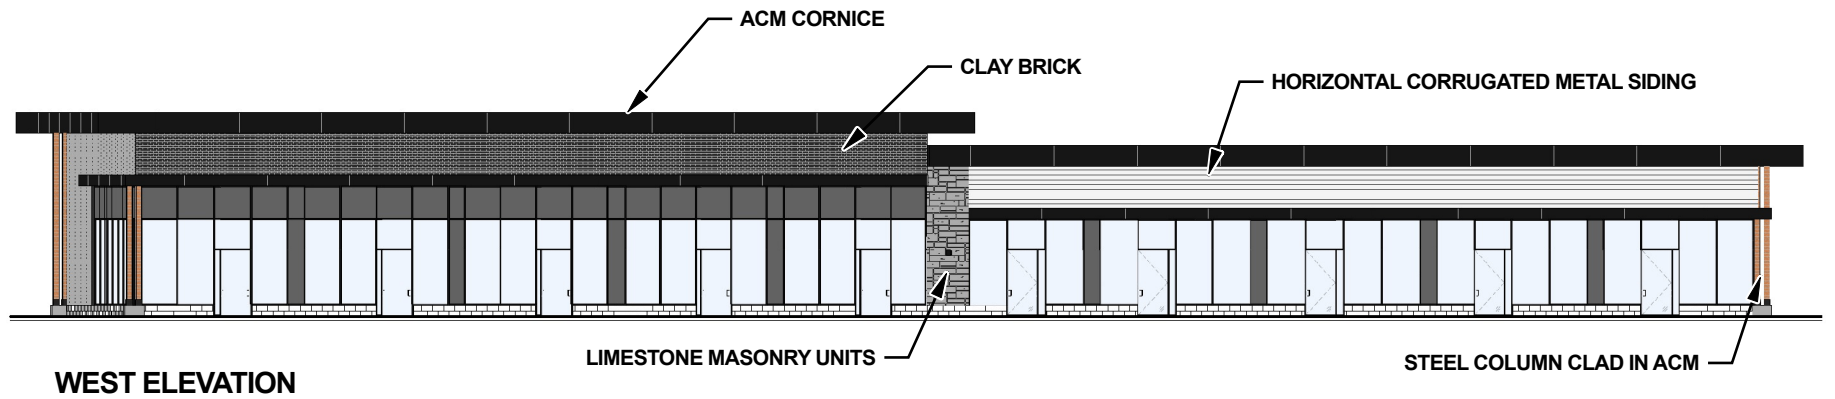 ACM CORNICE
CLAY BRICK
HORIZONTAL CORRUGATED METAL SIDING
LIMESTONE MASONRY UNITS
STEEL COLUMN CLAD IN ACM
WEST ELEVATION